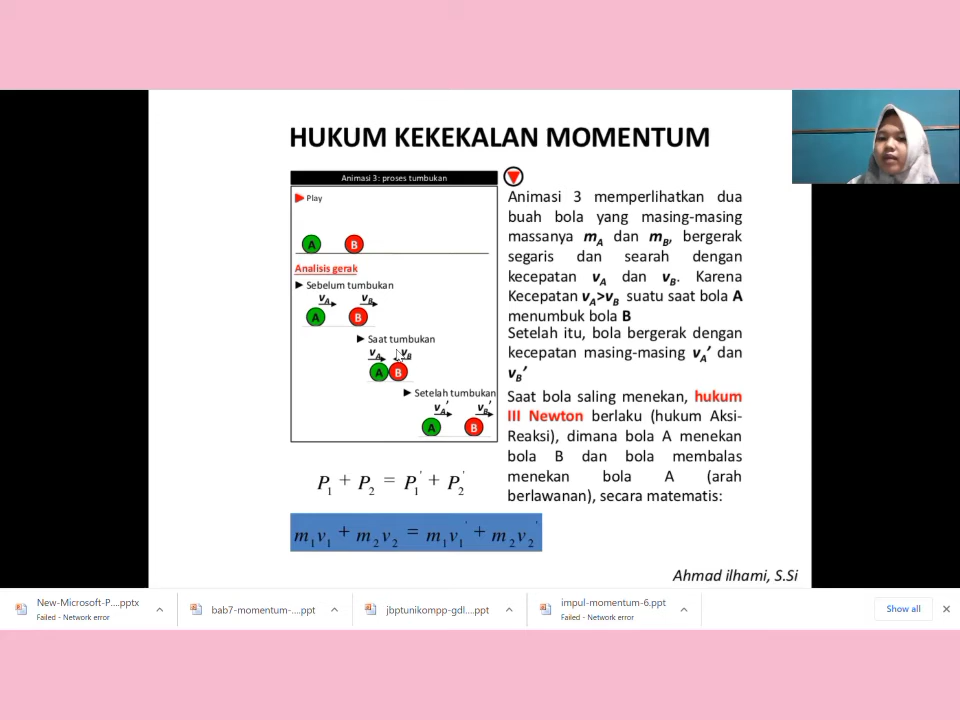 HUKUM KEKEKALAN MOMENTUM
Animasi 3: proses tumbukan
Play
A B
Analisis gerak
Sebelum tumbukan
vA vB
A B
Saat tumbukan
vA vB
A B
Setelah tumbukan
vA' vB'
A B
Animasi 3 memperlihatkan dua
buah bola yang masing-masing
massanya mA dan mB, bergerak
segaris dan searah dengan
kecepatan vA dan vB. Karena
Kecepatan vA>vB suatu saat bola A
menumbuk bola B
Setelah itu, bola bergerak dengan
kecepatan masing-masing vA' dan
vB'
Saat bola saling menekan, hukum
III Newton berlaku (hukum Aksi-
Reaksi), dimana bola A menekan
bola B dan bola membalas
menekan bola A (arah
berlawanan), secara matematis:
P1 + P2 = P1' + P2'
m1v1 + m2v2 = m1v1' + m2v2'
Ahmad ilhami, S.Si
New-Microsoft-P....pptx
Failed - Network error
bab7-momentum-....ppt
jbptunikompp-gdl....ppt
impul-momentum-6.ppt
Failed - Network error
Show all